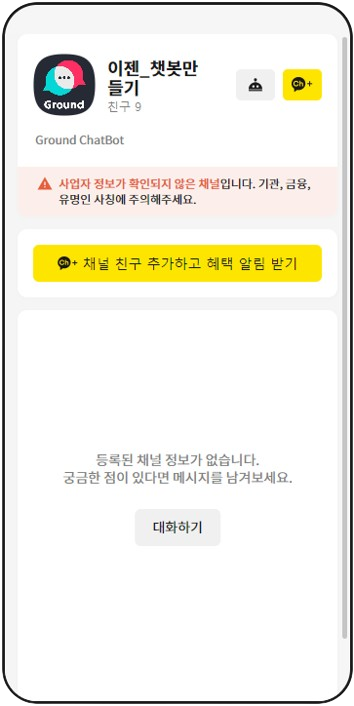 이젠_챗봇만
들기
친구 9
Ground
Ch+
Ground ChatBot
사업자 정보가 확인되지 않은 채널입니다. 기관, 금융,
유명인 사칭에 주의해주세요.
Ch+ 채널 친구 추가하고 혜택 알림 받기
등록된 채널 정보가 없습니다.
궁금한 점이 있다면 메시지를 남겨보세요.
대화하기